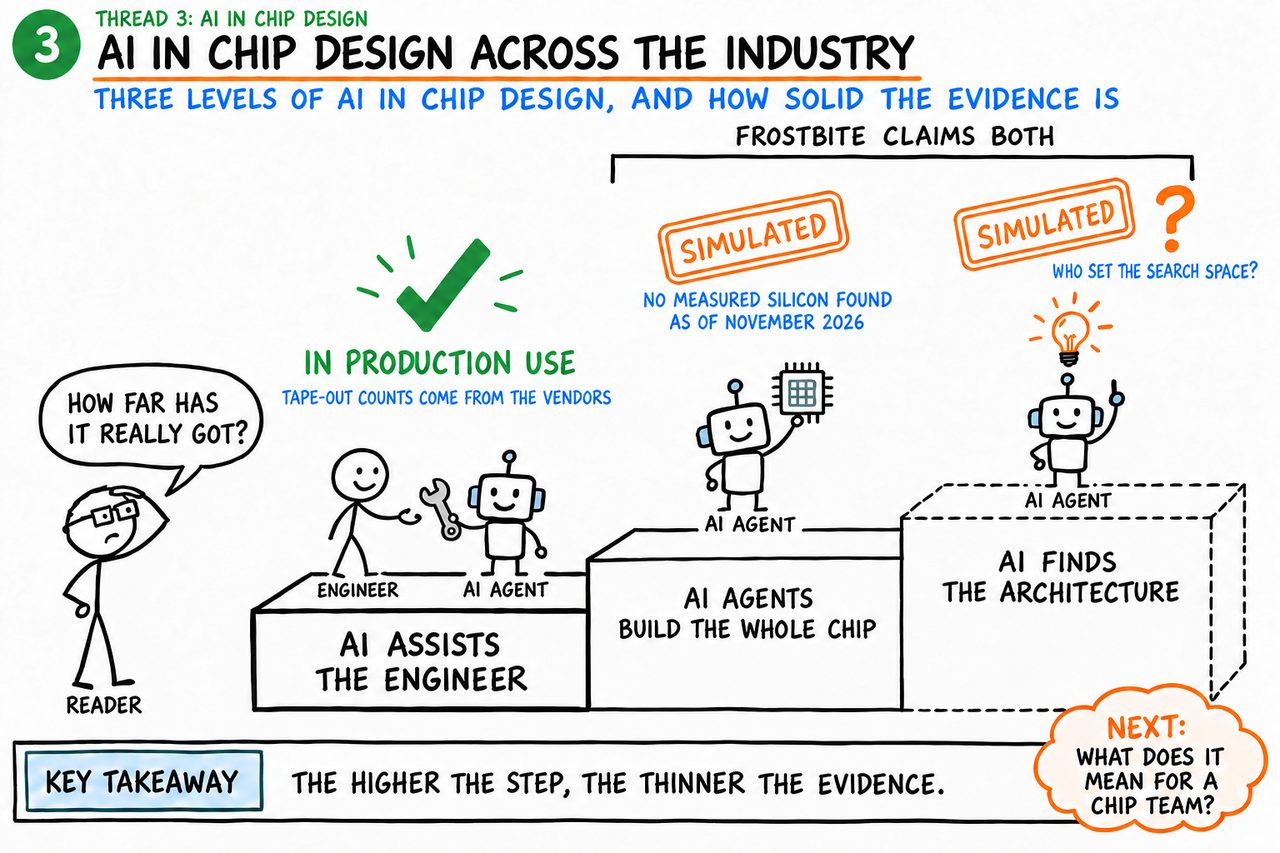 3
THREAD 3: AI IN CHIP DESIGN
AI IN CHIP DESIGN ACROSS THE INDUSTRY
THREE LEVELS OF AI IN CHIP DESIGN, AND HOW SOLID THE EVIDENCE IS
FROSTBITE CLAIMS BOTH
SIMULATED
NO MEASURED SILICON FOUND
AS OF NOVEMBER 2026
SIMULATED
?
WHO SET THE SEARCH SPACE?
IN PRODUCTION USE
TAPE-OUT COUNTS COME FROM THE VENDORS
HOW FAR HAS
IT REALLY GOT?
READER
ENGINEER
AI AGENT
AI ASSISTS
THE ENGINEER
AI AGENT
AI AGENTS
BUILD THE WHOLE CHIP
AI AGENT
AI FINDS
THE ARCHITECTURE
KEY TAKEAWAY
THE HIGHER THE STEP, THE THINNER THE EVIDENCE.
NEXT:
WHAT DOES IT
MEAN FOR A
CHIP TEAM?